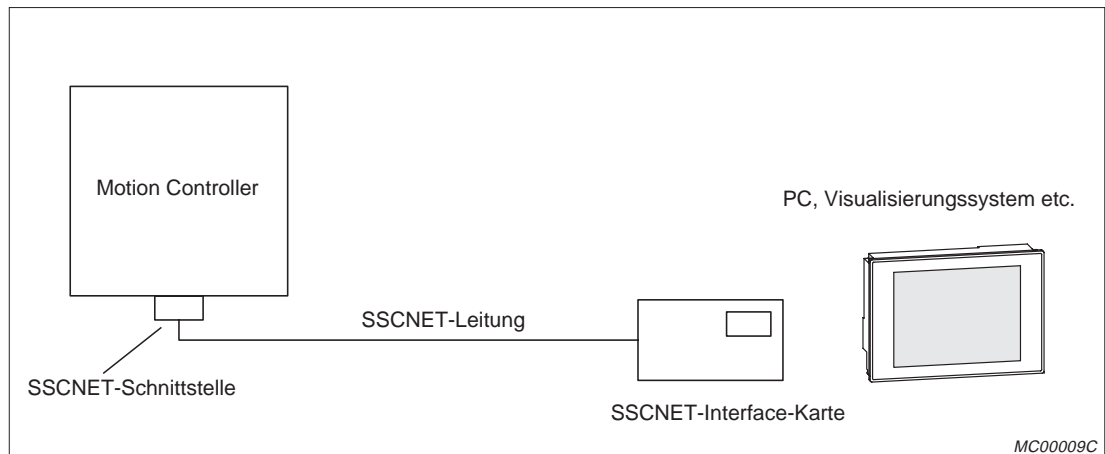 Motion Controller
PC, Visualisierungssystem etc.
SSCNET-Leitung
SSCNET-Schnittstelle
SSCNET-Interface-Karte
MC00009C